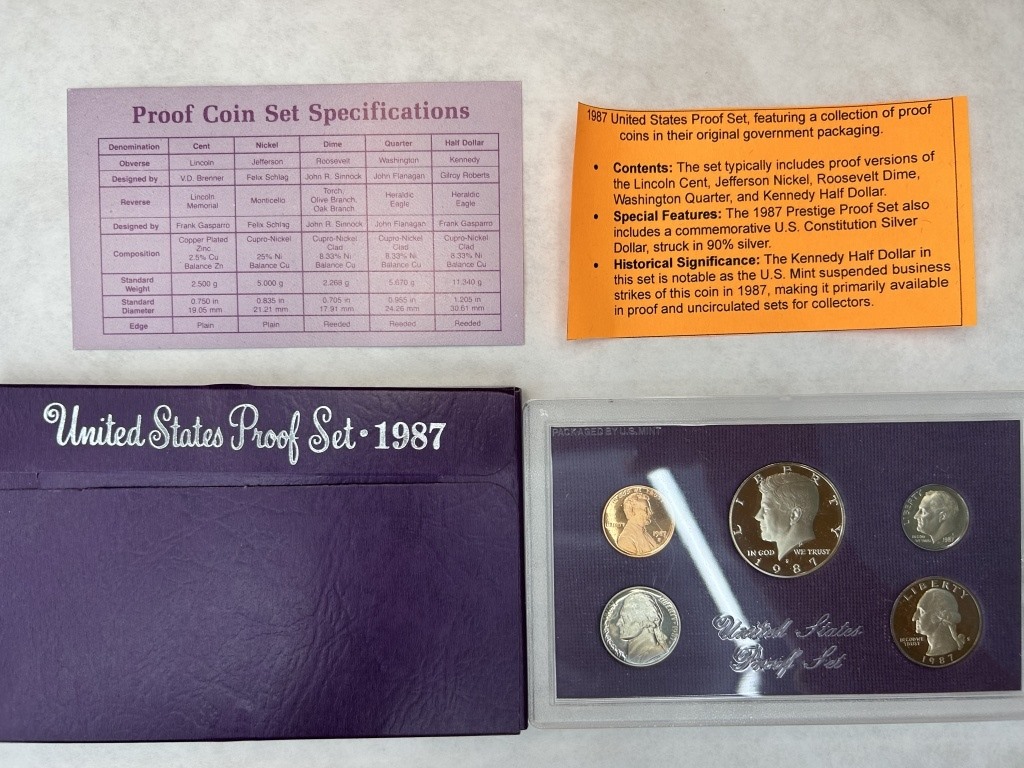 Proof Coin Set Specifications
Denomination Cent Nickel Dime Quarter Half Dollar
Obverse Lincoln Jefferson Roosevelt Washington Kennedy
Designed by V.D. Brenner Felix Schlag John R. Sinnock John Flanagan Gilroy Roberts
Reverse Lincoln Memorial Monticello Torch, Olive Branch, Oak Branch Heraldic Eagle Heraldic Eagle
Designed by Frank Gasparro Felix Schlag John R. Sinnock John Flanagan Frank Gasparro
Composition Copper Plated Zinc 2.5% Cu Balance Zn Cupro-Nickel 25% Ni Balance Cu Cupro-Nickel Clad 8.33% Ni Balance Cu Cupro-Nickel Clad 8.33% Ni Balance Cu Cupro-Nickel Clad 8.33% Ni Balance Cu
Standard Weight 2.500 g 5.000 g 2.268 g 5.670 g 11.340 g
Standard Diameter 0.750 in 19.05 mm 0.835 in 21.21 mm 0.705 in 17.91 mm 0.955 in 24.26 mm 1.205 in 30.61 mm
Edge Plain Plain Reeded Reeded Reeded
1987 United States Proof Set, featuring a collection of proof
coins in their original government packaging.
• Contents: The set typically includes proof versions of
the Lincoln Cent, Jefferson Nickel, Roosevelt Dime,
Washington Quarter, and Kennedy Half Dollar.
• Special Features: The 1987 Prestige Proof Set also
includes a commemorative U.S. Constitution Silver
Dollar, struck in 90% silver.
• Historical Significance: The Kennedy Half Dollar in
this set is notable as the U.S. Mint suspended business
strikes of this coin in 1987, making it primarily available
in proof and uncirculated sets for collectors.
United States Proof Set • 1987
PACKAGED BY U.S. MINT
LIBERTY
IN GOD WE TRUST
1987
LIBERTY
1987
LIBERTY
1987
LIBERTY
IN GOD WE TRUST
1987
United States
Proof Set